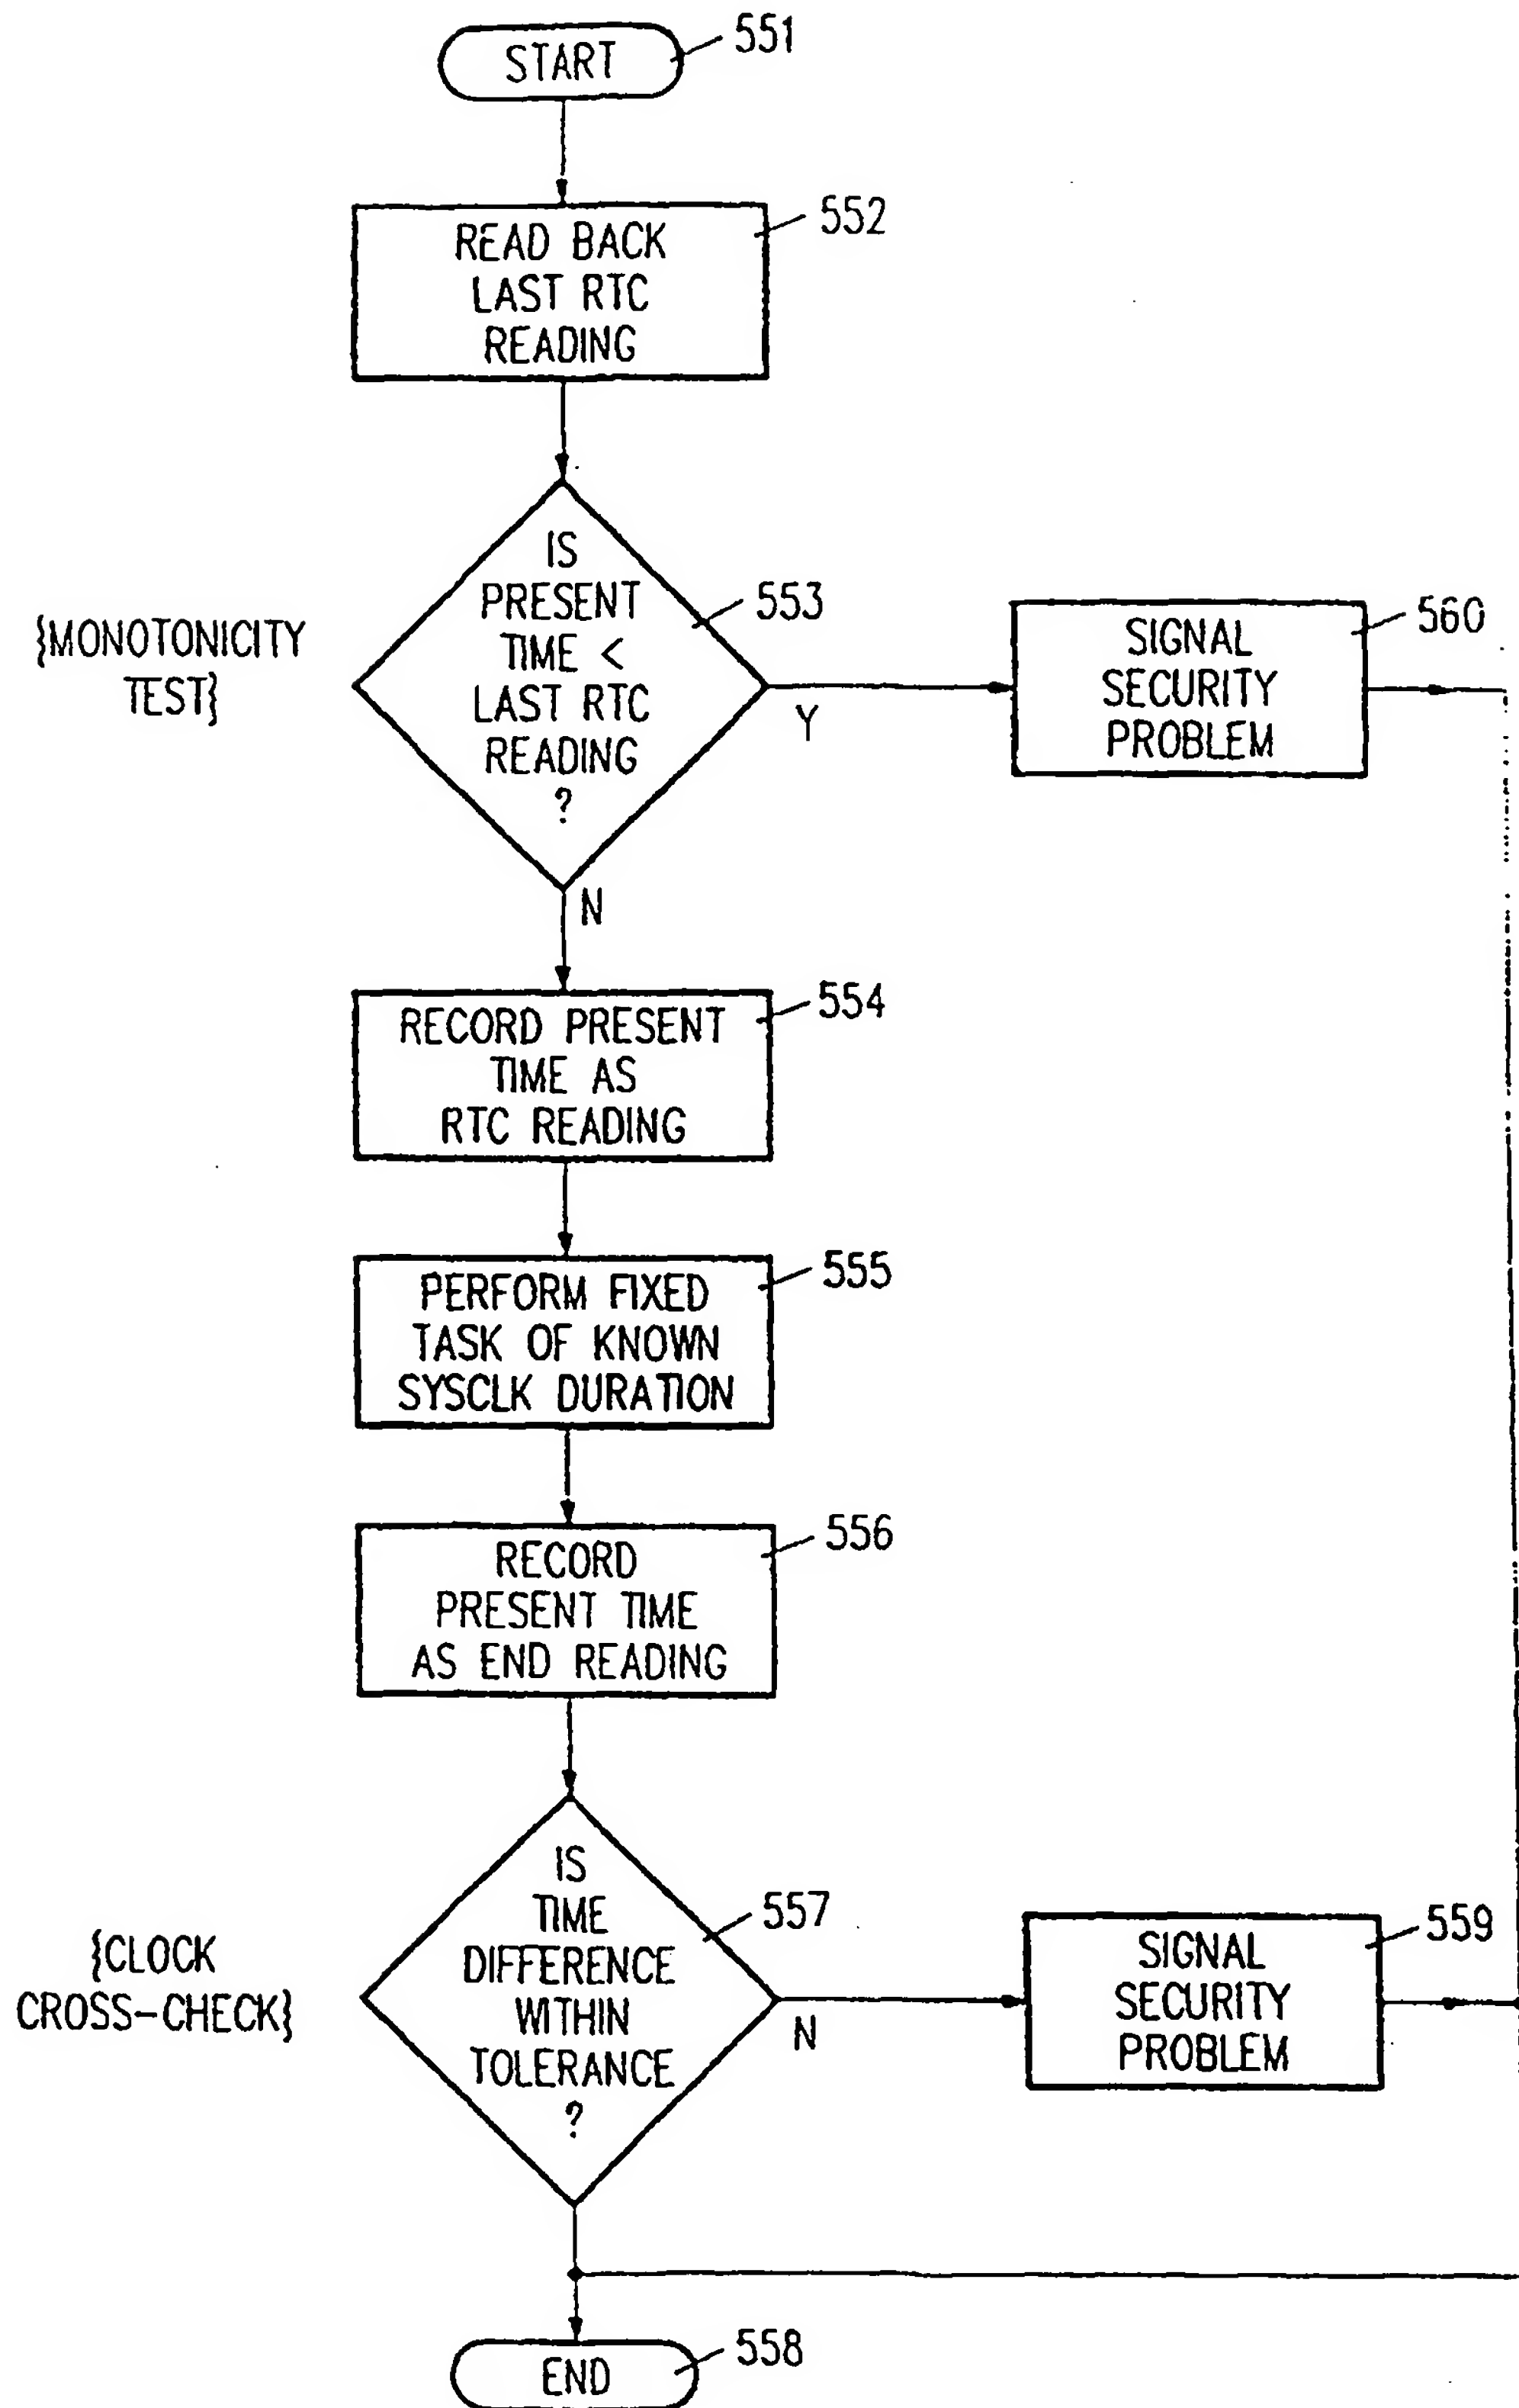 START
551
READ BACK
LAST RTC
READING
552
{MONOTONICITY
TEST}
IS
PRESENT
TIME <
LAST RTC
READING
?
553
Y
N
SIGNAL
SECURITY
PROBLEM
560
RECORD PRESENT
TIME AS
RTC READING
554
PERFORM FIXED
TASK OF KNOWN
SYSCLK DURATION
555
RECORD
PRESENT TIME
AS END READING
556
{CLOCK
CROSS-CHECK}
IS
TIME
DIFFERENCE
WITHIN
TOLERANCE
?
557
N
SIGNAL
SECURITY
PROBLEM
559
END
558